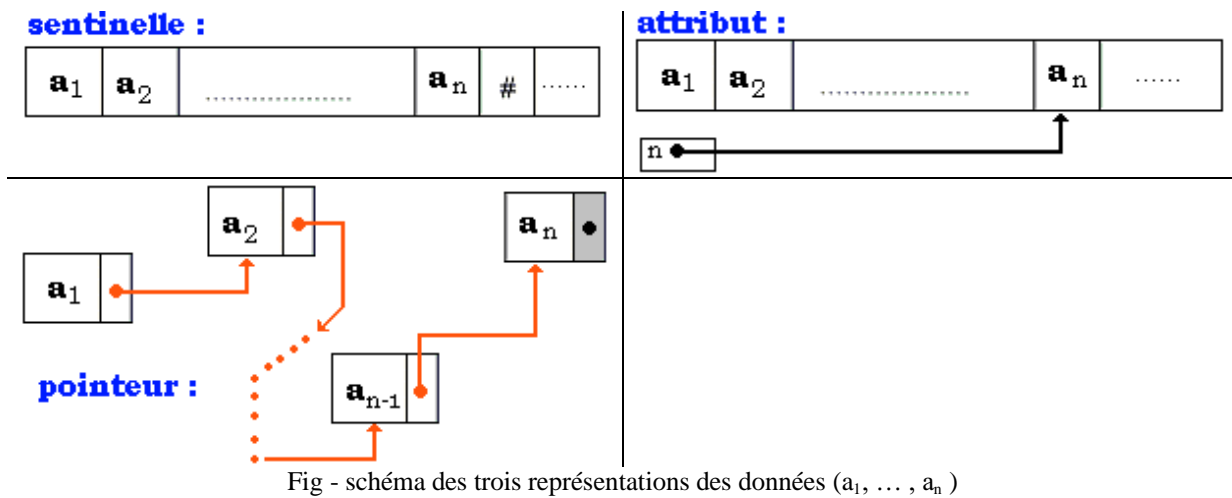 sentinelle :
a1 a2 ................ an # ......
attribut :
a1 a2 ................ an ......
n
a1
a2
an
pointeur :
an-1
Fig - schéma des trois représentations des données (a1, … , an )